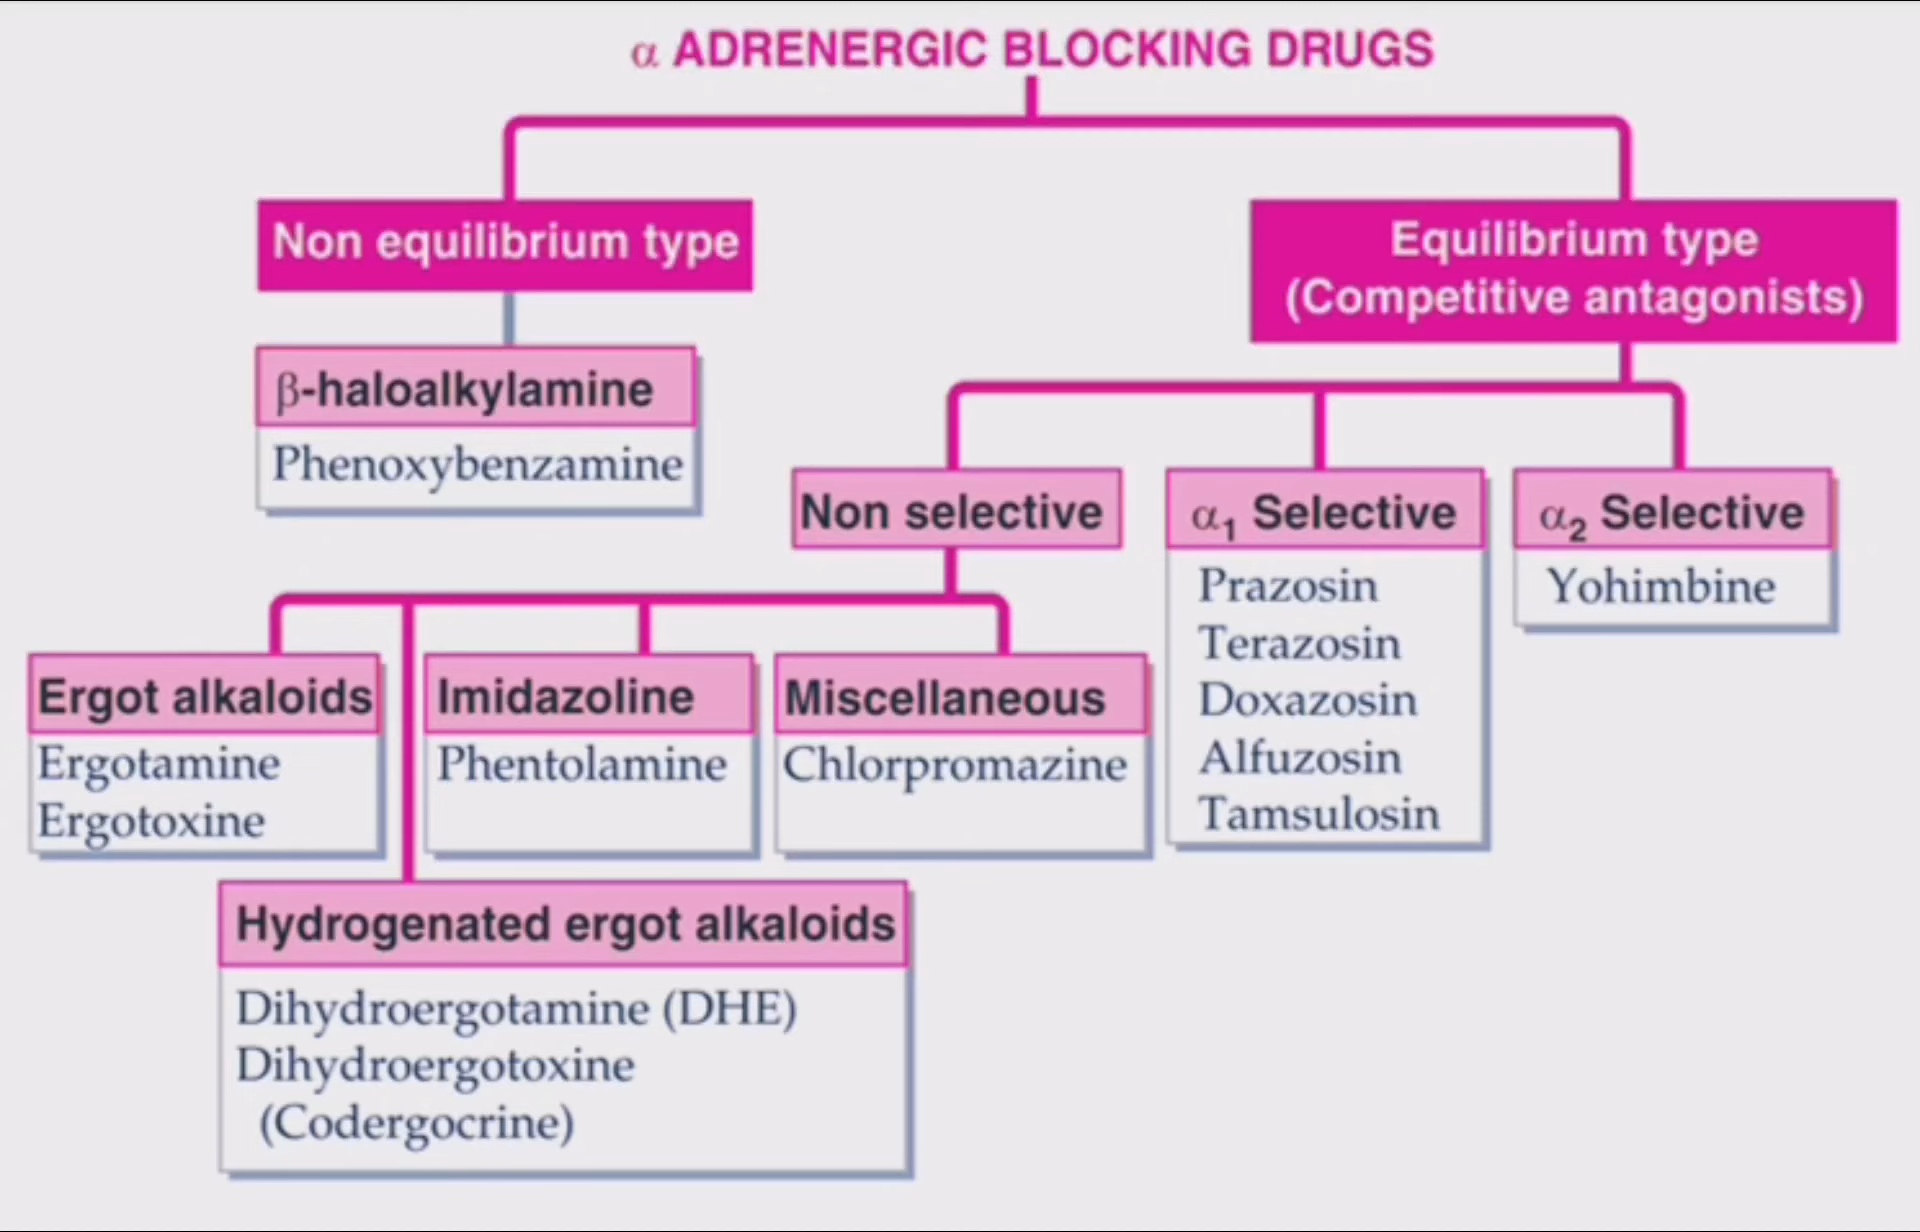 α ADRENERGIC BLOCKING DRUGS
Non equilibrium type
Equilibrium type
(Competitive antagonists)
β-haloalkylamine
Phenoxybenzamine
Non selective
α₁ Selective
Prazosin
Terazosin
Doxazosin
Alfuzosin
Tamsulosin
α₂ Selective
Yohimbine
Ergot alkaloids
Ergotamine
Ergotoxine
Imidazoline
Phentolamine
Miscellaneous
Chlorpromazine
Hydrogenated ergot alkaloids
Dihydroergotamine (DHE)
Dihydroergotoxine
(Codergocrine)